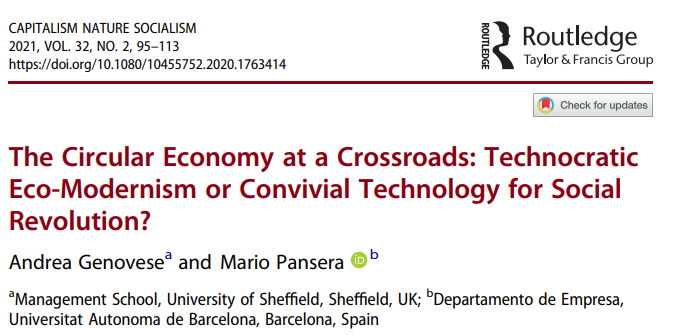 CAPITALISM NATURE SOCIALISM
2021, VOL. 32, NO. 2, 95–113
https://doi.org/10.1080/10455752.2020.1763414
ROUTLEDGE
Routledge
Taylor & Francis Group
Check for updates
The Circular Economy at a Crossroads: Technocratic
Eco-Modernism or Convivial Technology for Social
Revolution?
Andrea Genovese a and Mario Pansera iD b
aManagement School, University of Sheffield, Sheffield, UK; bDepartamento de Empresa,
Universitat Autonoma de Barcelona, Barcelona, Spain